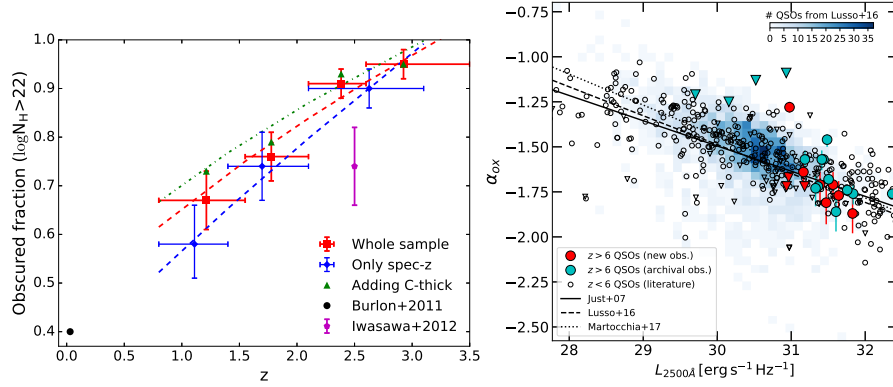 1.0
0.9
0.8
0.7
0.6
0.5
0.4
Obscured fraction (logN_H>22)
0.0 0.5 1.0 1.5 2.0 2.5 3.0 3.5
z
Whole sample
Only spec-z
Adding C-thick
Burlon+2011
Iwasawa+2012
# QSOs from Lusso+16
0 5 10 15 20 25 30 35
−0.75
−1.00
−1.25
−1.50
−1.75
−2.00
−2.25
−2.50
α_OX
z > 6 QSOs (new obs.)
z > 6 QSOs (archival obs.)
z < 6 QSOs (literature)
Just+07
Lusso+16
Martocchia+17
28 29 30 31 32
L_2500Å [erg s⁻¹ Hz⁻¹]